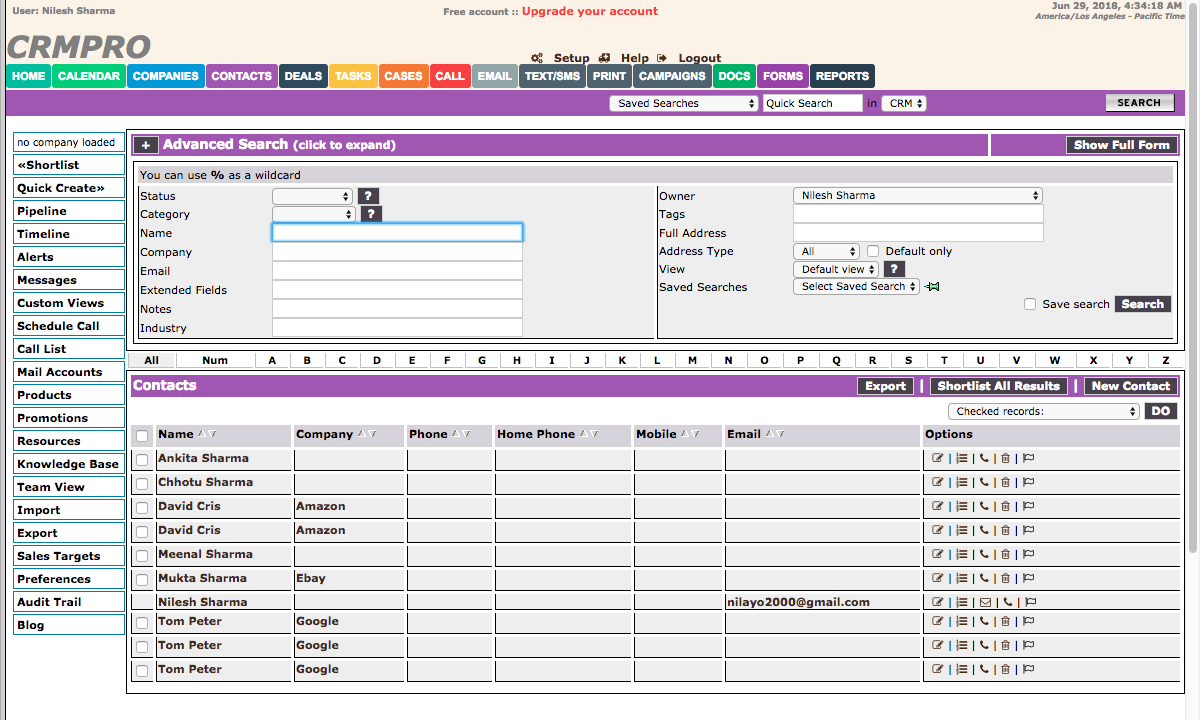 User: Nilesh Sharma
Free account :: Upgrade your account
Jun 29, 2018, 4:34:18 AM
America/Los Angeles - Pacific Time
CRMPRO
Setup Help Logout
HOME CALENDAR COMPANIES CONTACTS DEALS TASKS CASES CALL EMAIL TEXT/SMS PRINT CAMPAIGNS DOCS FORMS REPORTS
Saved Searches Quick Search in CRM SEARCH
no company loaded
«Shortlist
Quick Create»
Pipeline
Timeline
Alerts
Messages
Custom Views
Schedule Call
Call List
Mail Accounts
Products
Promotions
Resources
Knowledge Base
Team View
Import
Export
Sales Targets
Preferences
Audit Trail
Blog
+ Advanced Search (click to expand) Show Full Form
You can use % as a wildcard
Status ?
Category ?
Name
Company
Email
Extended Fields
Notes
Industry
Owner Nilesh Sharma
Tags
Full Address
Address Type All Default only
View Default view ?
Saved Searches Select Saved Search
Save search Search
All Num A B C D E F G H I J K L M N O P Q R S T U V W X Y Z
Contacts Export | Shortlist All Results | New Contact
Checked records: DO
Name Company Phone Home Phone Mobile Email Options
Ankita Sharma
Chhotu Sharma
David Cris Amazon
David Cris Amazon
Meenal Sharma
Mukta Sharma Ebay
Nilesh Sharma nilayo2000@gmail.com
Tom Peter Google
Tom Peter Google
Tom Peter Google